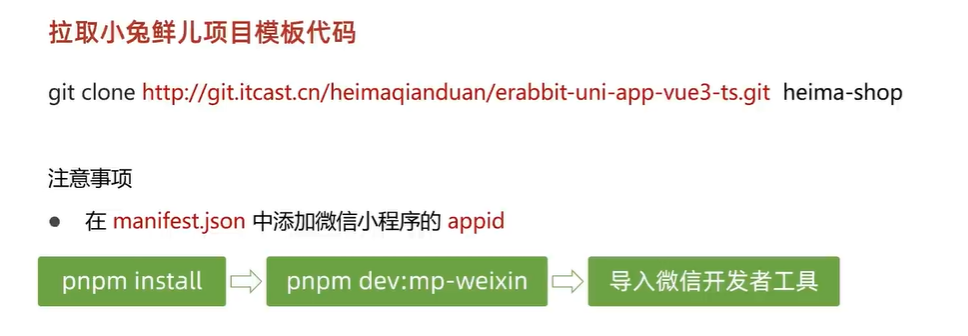 拉取小兔鲜儿项目模板代码
git clone http://git.itcast.cn/heimaqianduan/erabbit-uni-app-vue3-ts.git heima-shop
注意事项
● 在 manifest.json 中添加微信小程序的 appid
pnpm install pnpm dev:mp-weixin 导入微信开发者工具